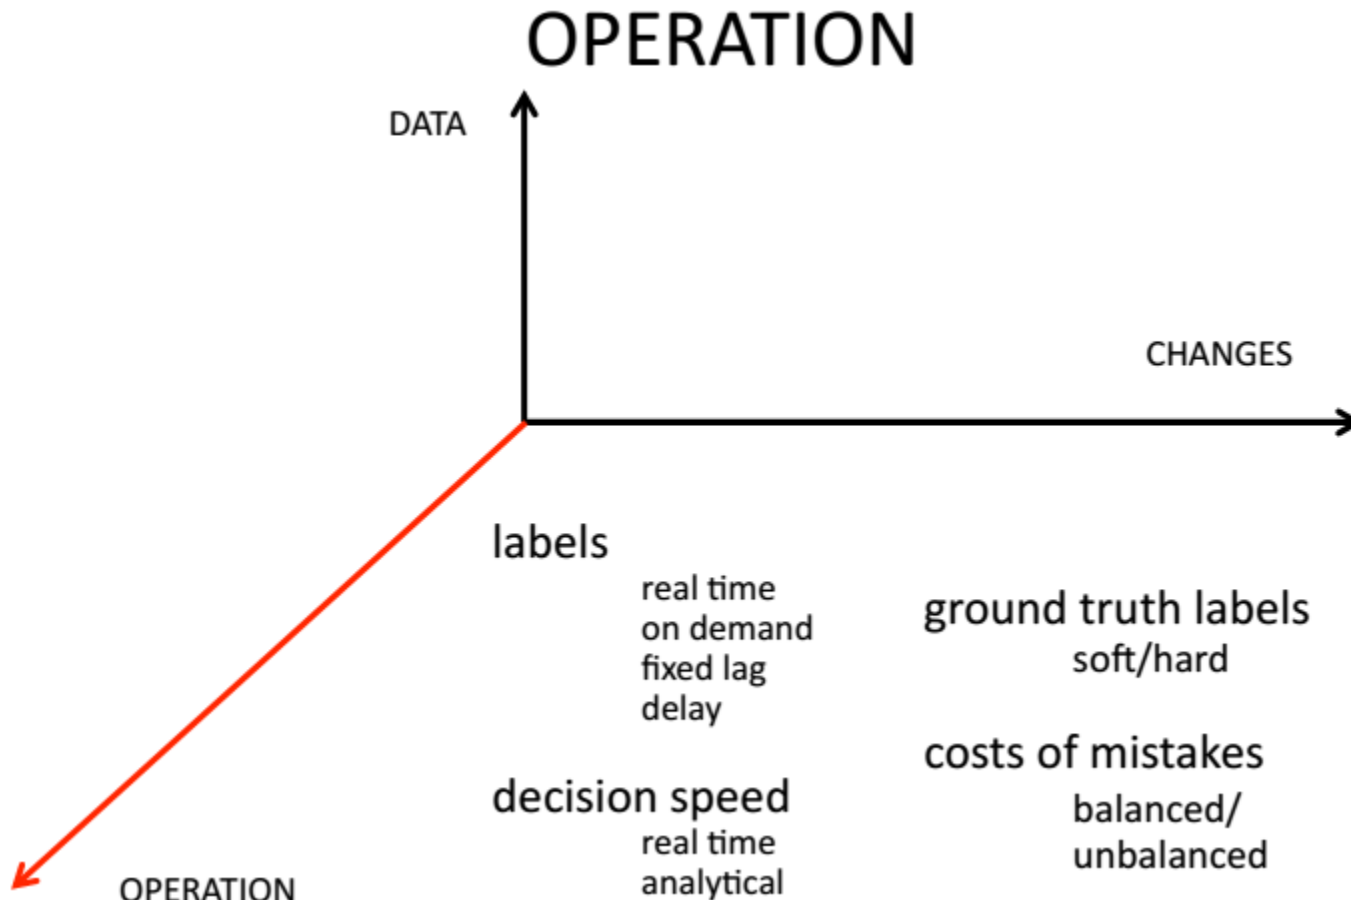 OPERATION
DATA
CHANGES
labels
real time
on demand
fixed lag
delay
decision speed
real time
analytical
ground truth labels
soft/hard
costs of mistakes
balanced/
unbalanced
OPERATION